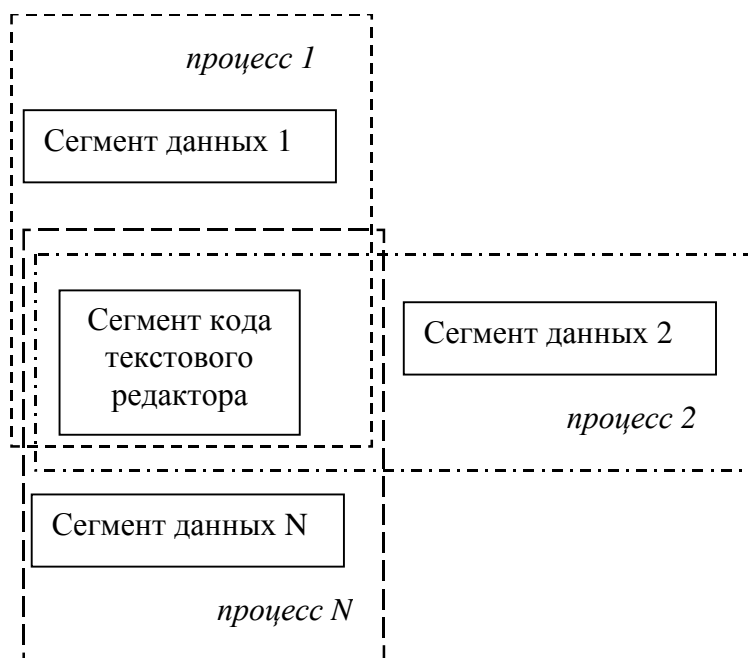 процесс 1
Сегмент данных 1
Сегмент кода
текстового
редактора
Сегмент данных 2
процесс 2
Сегмент данных N
процесс N